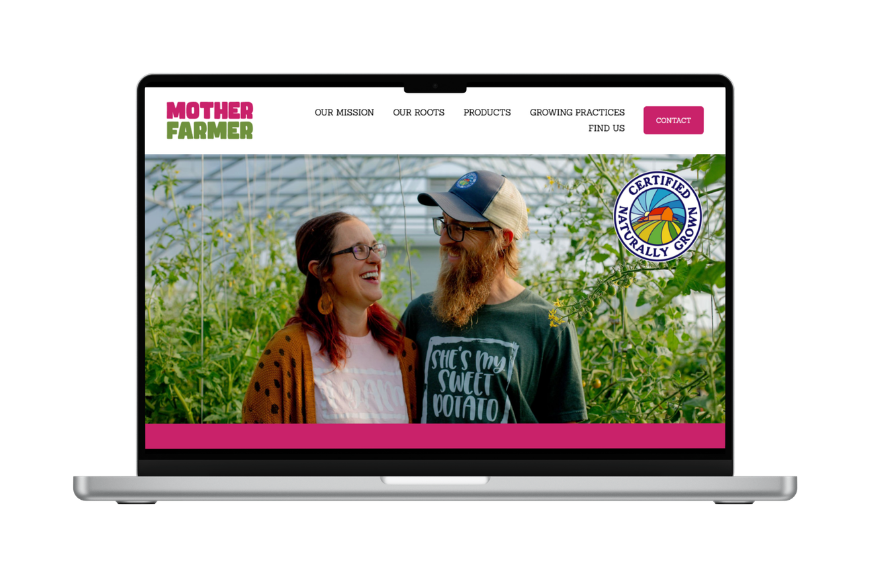 MOTHER
FARMER
OUR MISSION
OUR ROOTS
PRODUCTS
GROWING PRACTICES
FIND US
CONTACT
CERTIFIED
NATURALLY GROWN
SHE'S MY
SWEET
POTATO